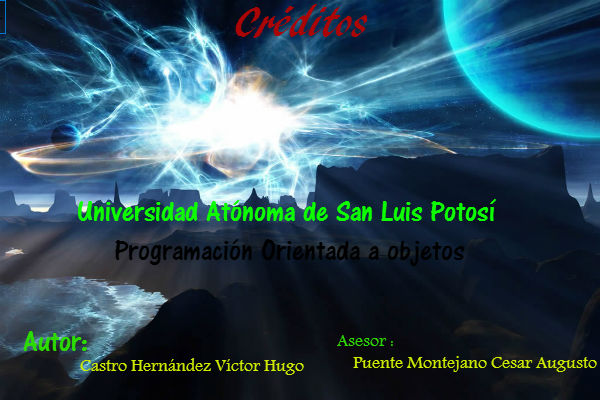 Créditos
Universidad Atónoma de San Luis Potosí
Programación Orientada a objetos
Autor:
Castro Hernández Víctor Hugo
Asesor :
Puente Montejano Cesar Augusto